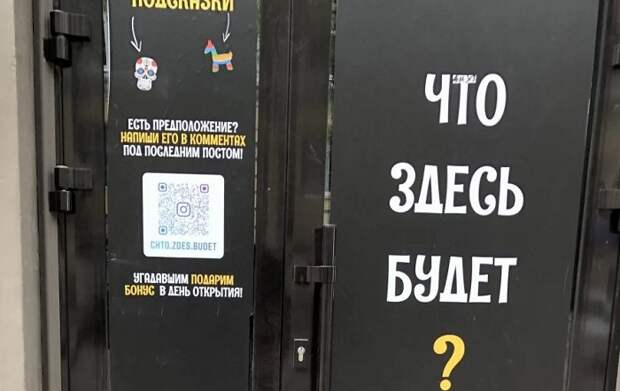 ПОДСКАЗКИ
ЕСТЬ ПРЕДПОЛОЖЕНИЕ?
НАПИШИ ЕГО В КОММЕНТАХ
ПОД ПОСЛЕДНИМ ПОСТОМ!
CHTO.ZDES.BUDET
УГАДАВШИМ ПОДАРИМ
БОНУС В ДЕНЬ ОТКРЫТИЯ!
ЧТО
ЗДЕСЬ
БУДЕТ
?